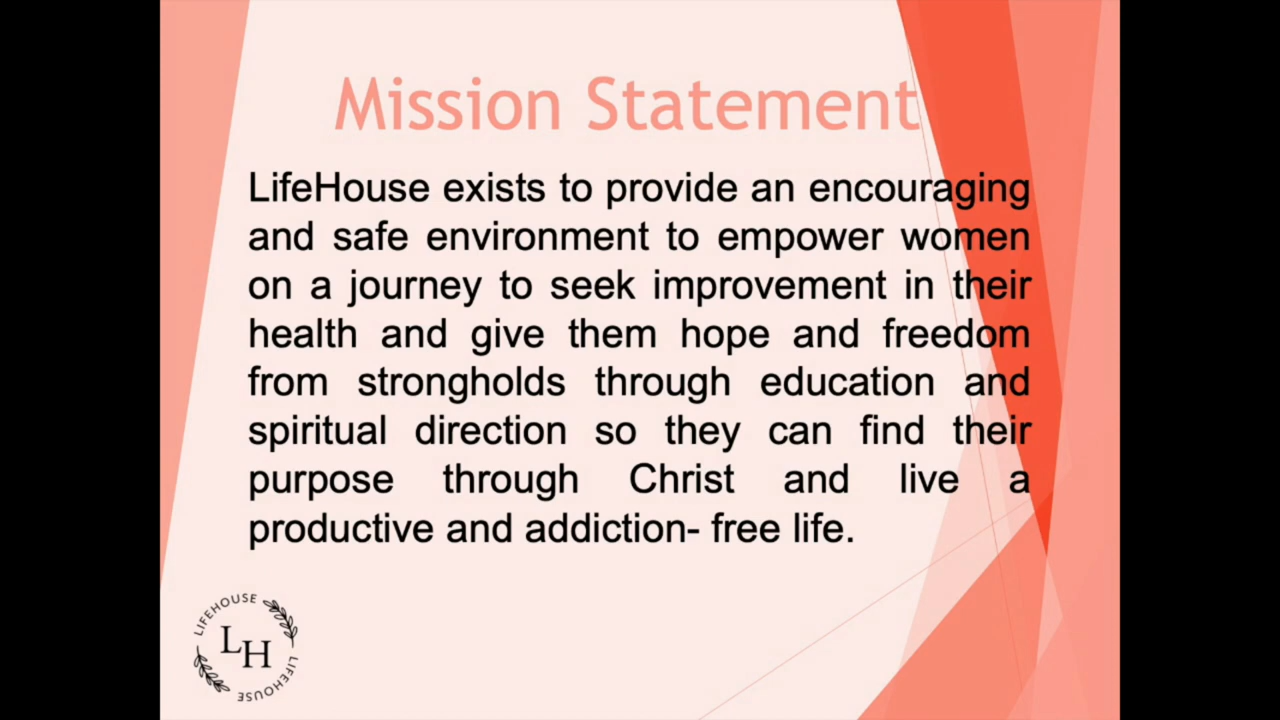 Mission Statement
LifeHouse exists to provide an encouraging
and safe environment to empower women
on a journey to seek improvement in their
health and give them hope and freedom
from strongholds through education and
spiritual direction so they can find their
purpose through Christ and live a
productive and addiction- free life.
LIFEHOUSE
LH
LIFEHOUSE